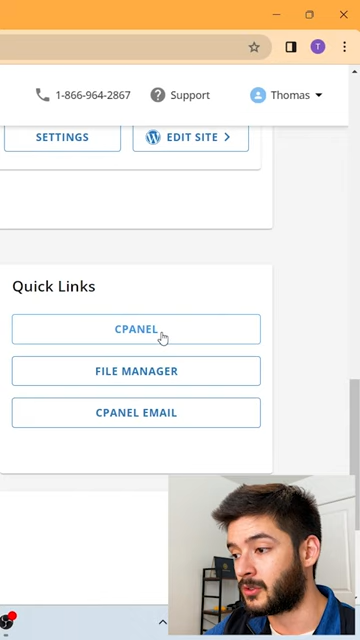 T
1-866-964-2867
Support
Thomas
SETTINGS
EDIT SITE
Quick Links
CPANEL
FILE MANAGER
CPANEL EMAIL